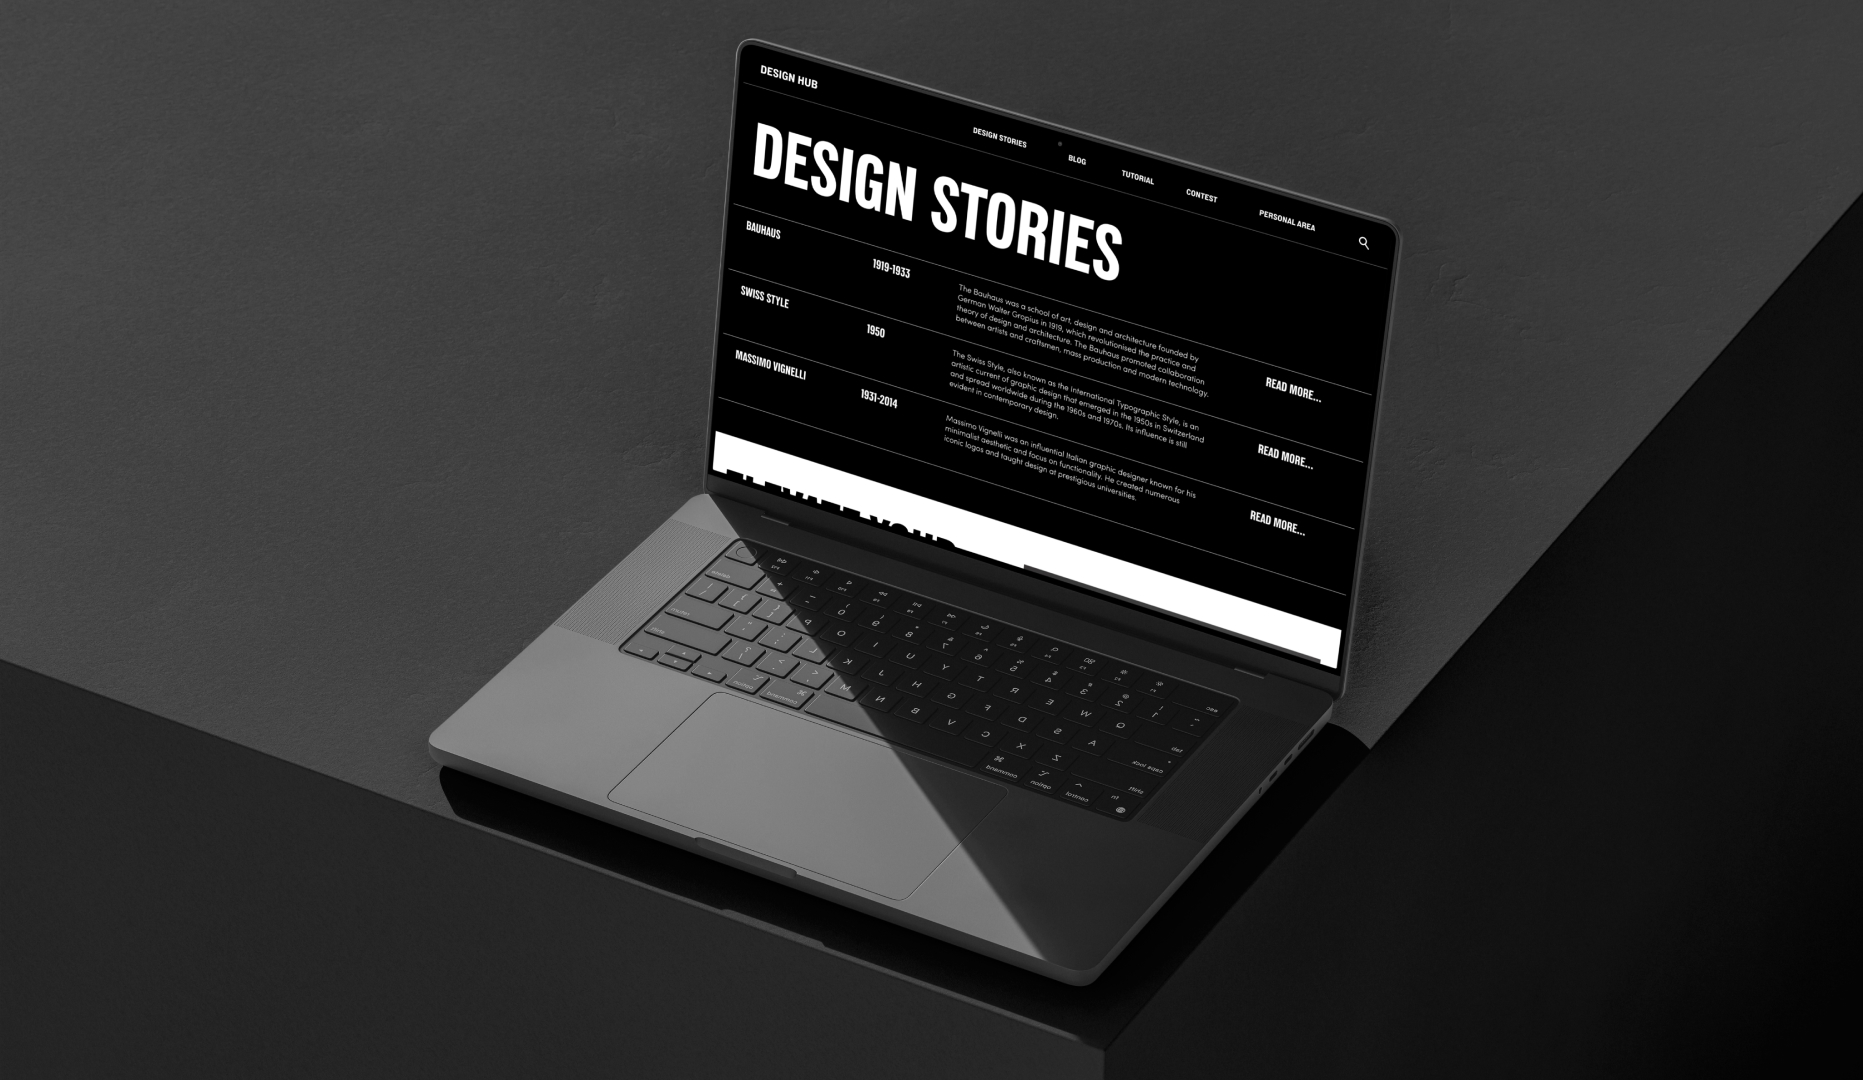 DESIGN HUB
DESIGN STORIES
BLOG
TUTORIAL
CONTEST
PERSONAL AREA
DESIGN STORIES
BAUHAUS
1919-1933
The Bauhaus was a school of art, design and architecture founded by
German Walter Gropius in 1919, which revolutionised the practice and
theory of design and architecture. The Bauhaus promoted collaboration
between artists and craftsmen, mass production and modern technology.
READ MORE...
SWISS STYLE
1950
The Swiss Style, also known as the International Typographic Style, is an
artistic current of graphic design that emerged in the 1950s in Switzerland
and spread worldwide during the 1960s and 1970s. Its influence is still
evident in contemporary design.
READ MORE...
MASSIMO VIGNELLI
1931-2014
Massimo Vignelli was an influential Italian graphic designer known for his
minimalist aesthetic and focus on functionality. He created numerous
iconic logos and taught design at prestigious universities.
READ MORE...
P O I U Y T R E W Q
L K J H G F D S A
M N B V C X Z
option command command option control fn